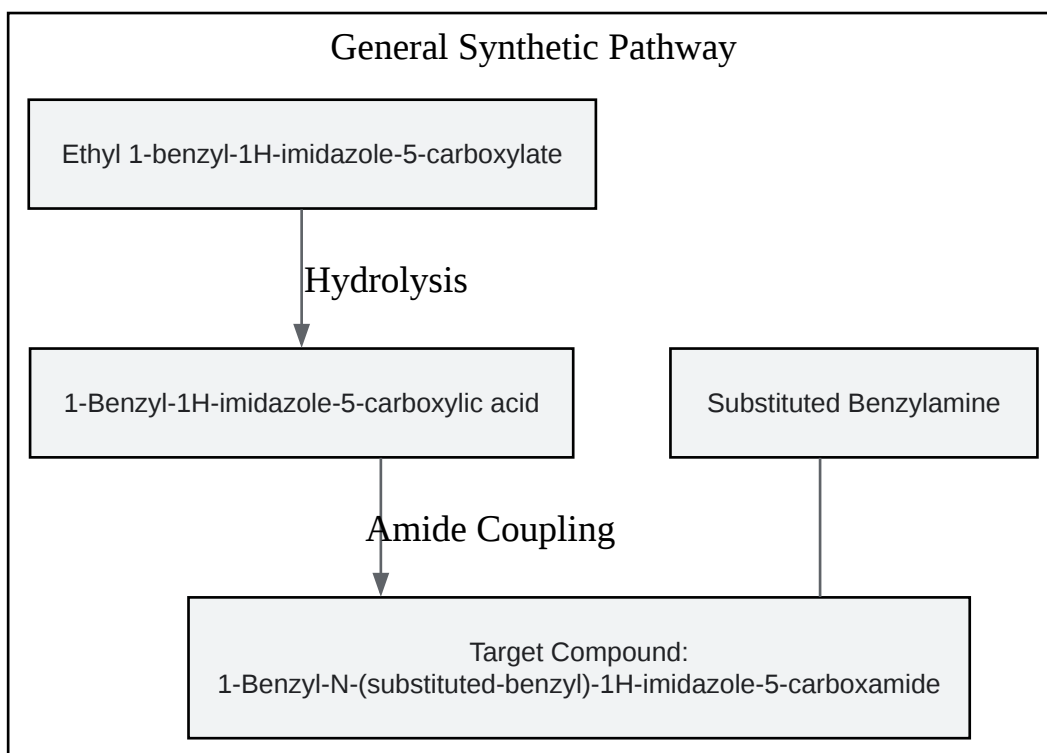 General Synthetic Pathway
Ethyl 1-benzyl-1H-imidazole-5-carboxylate
Hydrolysis
1-Benzyl-1H-imidazole-5-carboxylic acid
Substituted Benzylamine
Amide Coupling
Target Compound:
1-Benzyl-N-(substituted-benzyl)-1H-imidazole-5-carboxamide